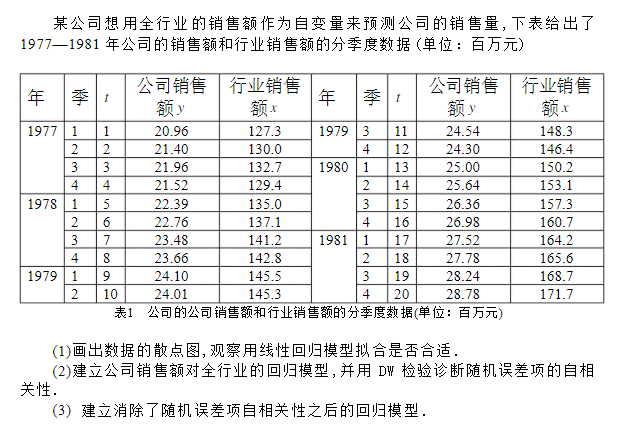 某公司想用全行业的销售额作为自变量来预测公司的销售量,下表给出了
1977—1981年公司的销售额和行业销售额的分季度数据(单位:百万元)
年 季 t 公司销售额y 行业销售额x 年 季 t 公司销售额y 行业销售额x
1977 1 1 20.96 127.3 1979 3 11 24.54 148.3
2 2 21.40 130.0 4 12 24.30 146.4
3 3 21.96 132.7 1980 1 13 25.00 150.2
4 4 21.52 129.4 2 14 25.64 153.1
1978 1 5 22.39 135.0 3 15 26.36 157.3
2 6 22.76 137.1 4 16 26.98 160.7
3 7 23.48 141.2 1981 1 17 27.52 164.2
4 8 23.66 142.8 2 18 27.78 165.6
1979 1 9 24.10 145.5 3 19 28.24 168.7
2 10 24.01 145.3 4 20 28.78 171.7
表1 公司的公司销售额和行业销售额的分季度数据(单位:百万元)
(1)画出数据的散点图,观察用线性回归模型拟合是否合适.
(2)建立公司销售额对全行业的回归模型,并用DW检验诊断随机误差项的自相
关性.
(3) 建立消除了随机误差项自相关性之后的回归模型.